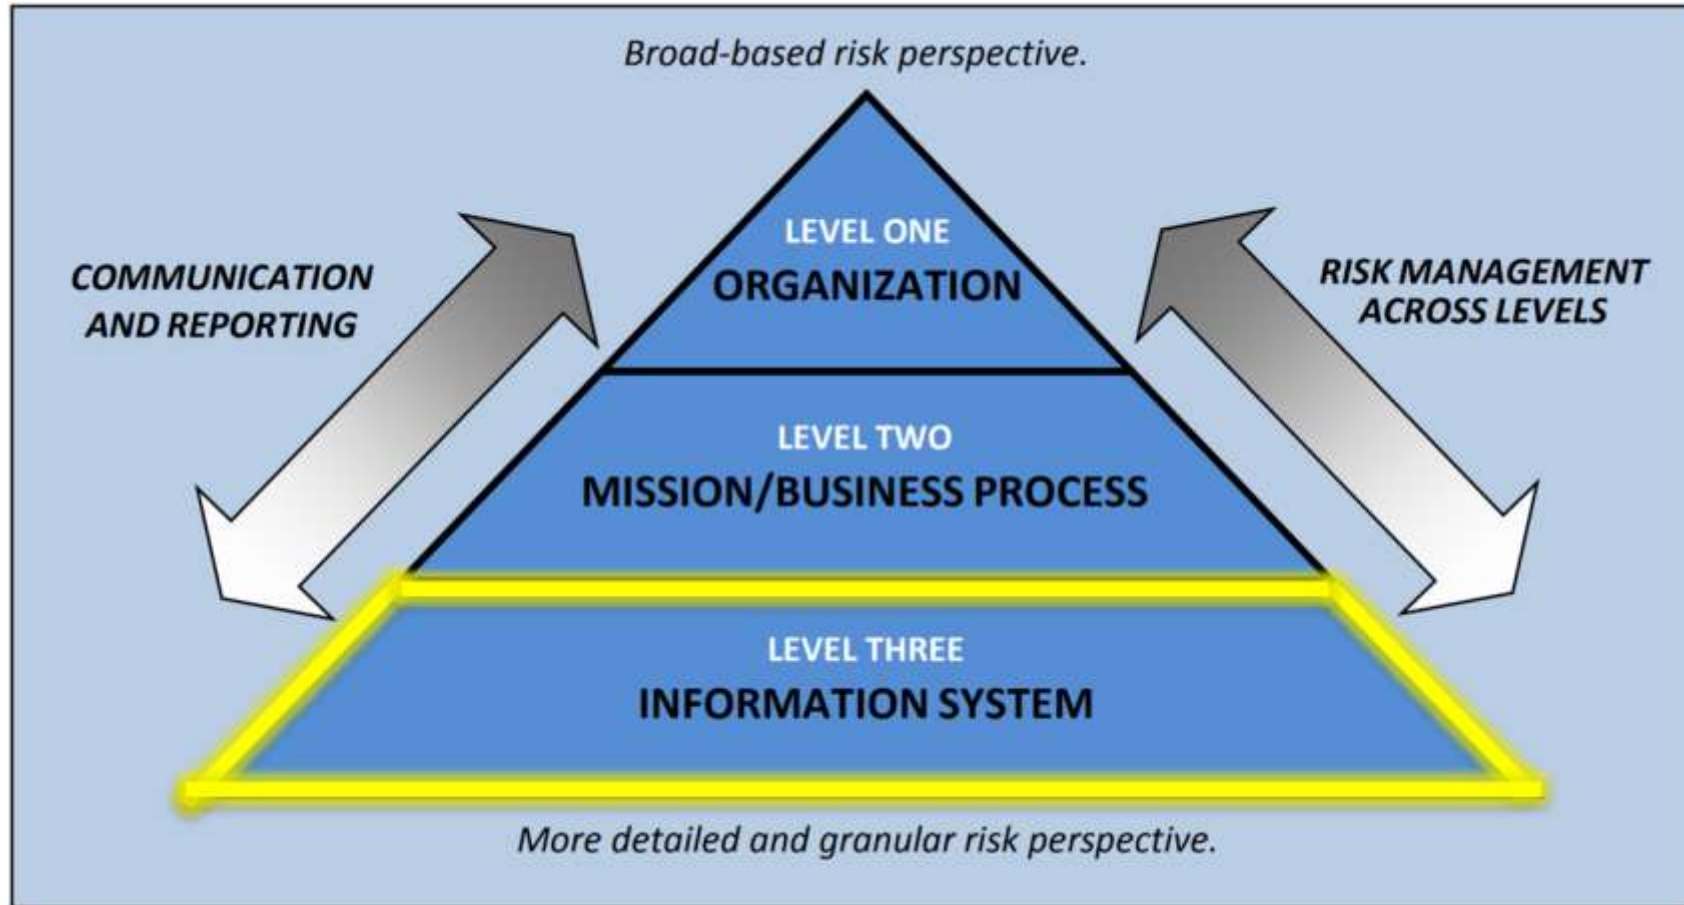 Broad-based risk perspective.
LEVEL ONE
ORGANIZATION
COMMUNICATION
AND REPORTING
RISK MANAGEMENT
ACROSS LEVELS
LEVEL TWO
MISSION/BUSINESS PROCESS
LEVEL THREE
INFORMATION SYSTEM
More detailed and granular risk perspective.